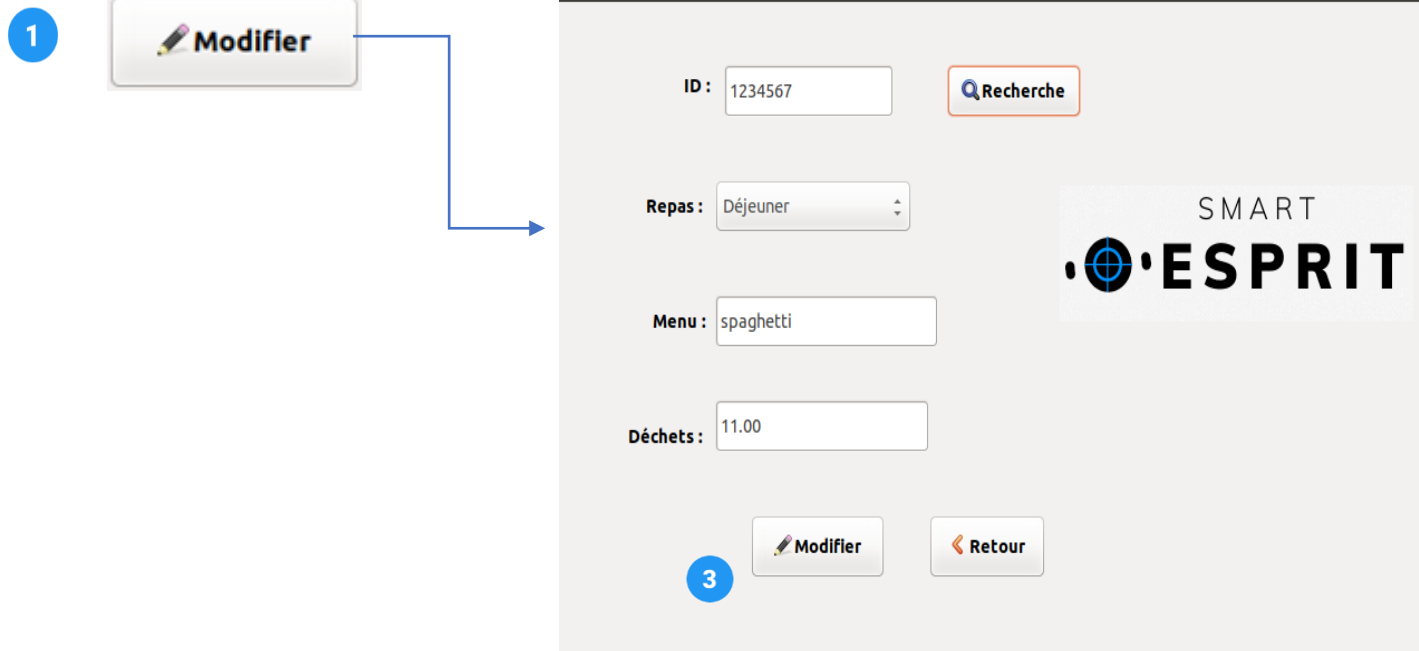 1
Modifier
ID :
1234567
Recherche
Repas :
Déjeuner
SMART
ESPRIT
Menu :
spaghetti
Déchets :
11.00
Modifier
Retour
3